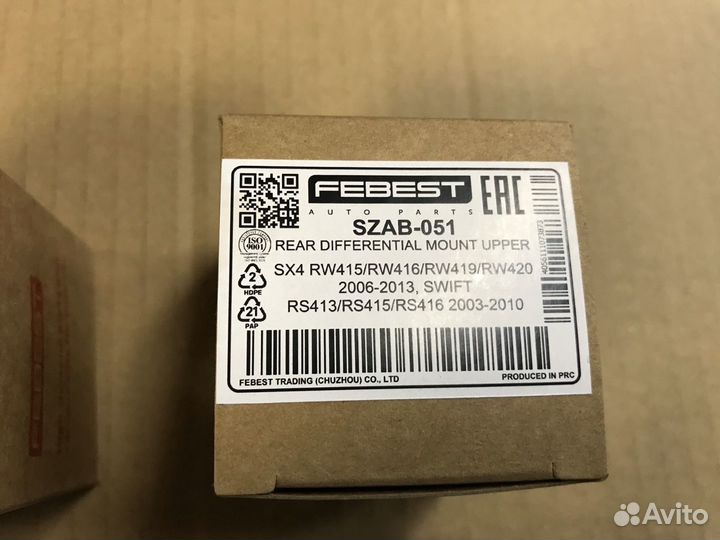 FEBEST
EAC
AUTO PARTS
SZAB-051
REAR DIFFERENTIAL MOUNT UPPER
ISO
9001
SX4 RW415/RW416/RW419/RW420
2006-2013, SWIFT
RS413/RS415/RS416 2003-2010
2
HDPE
21
PAP
FEBEST TRADING (CHUZHOU) CO., LTD
PRODUCED IN PRC
FEBEST
Avito